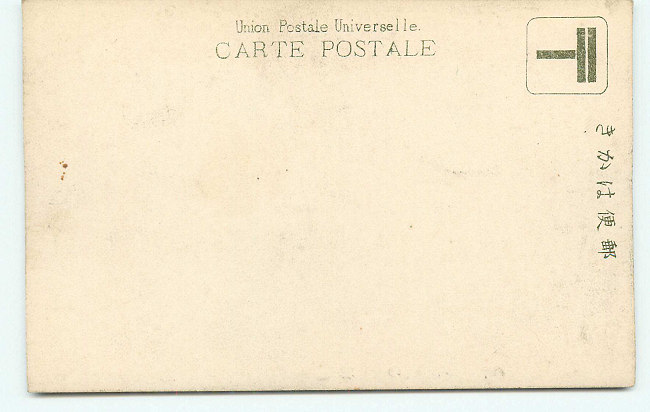 Union Postale Universelle.
CARTE POSTALE
郵便はかき